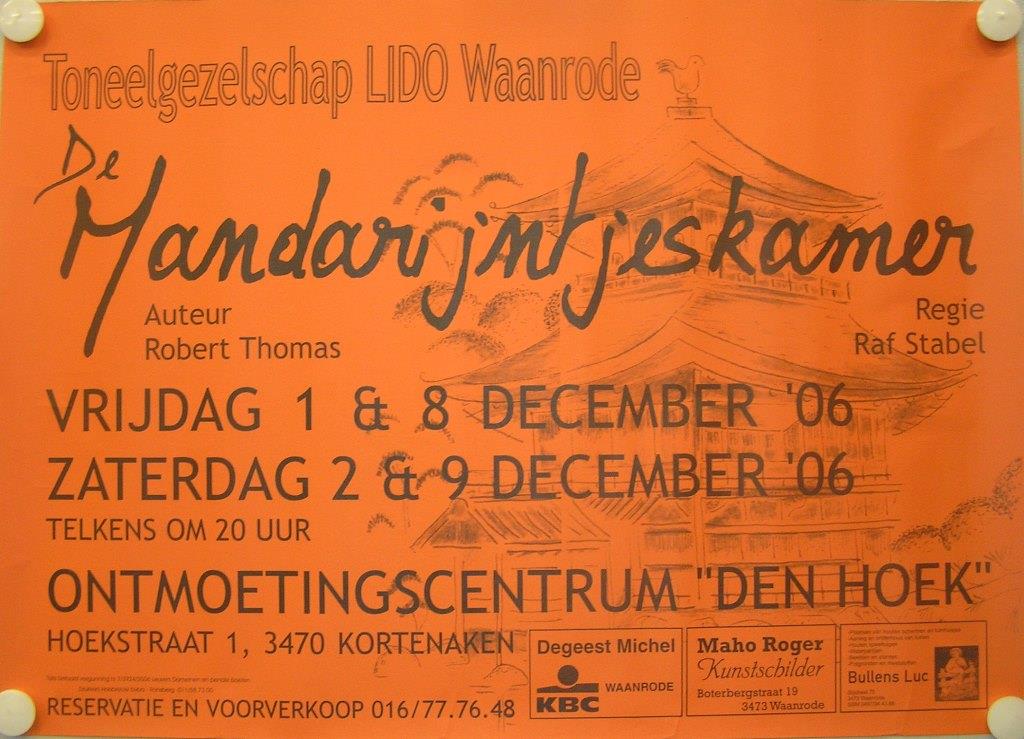 Toneelgezelschap LIDO Waanrode
De
Mandarijntjeskamer
Auteur
Robert Thomas
Regie
Raf Stabel
VRIJDAG 1 & 8 DECEMBER '06
ZATERDAG 2 & 9 DECEMBER '06
TELKENS OM 20 UUR
ONTMOETINGSCENTRUM "DEN HOEK"
HOEKSTRAAT 1, 3470 KORTENAKEN
RESERVATIE EN VOORVERKOOP 016/77.76.48
Degeest Michel
KBC
WAANRODE
Maho Roger
Kunstschilder
Boterbergstraat 19
3473 Waanrode
Bullens Luc
3473 Waanrode